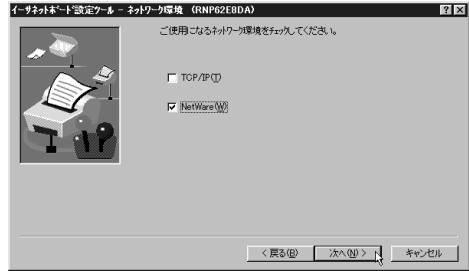 イーサネットボード設定ツール - ネットワーク環境 (RNP62E8DA)
ご使用になるネットワーク環境をチェックしてください。
TCP/IP(T)
NetWare(W)
< 戻る(B)
次へ(N) >
キャンセル